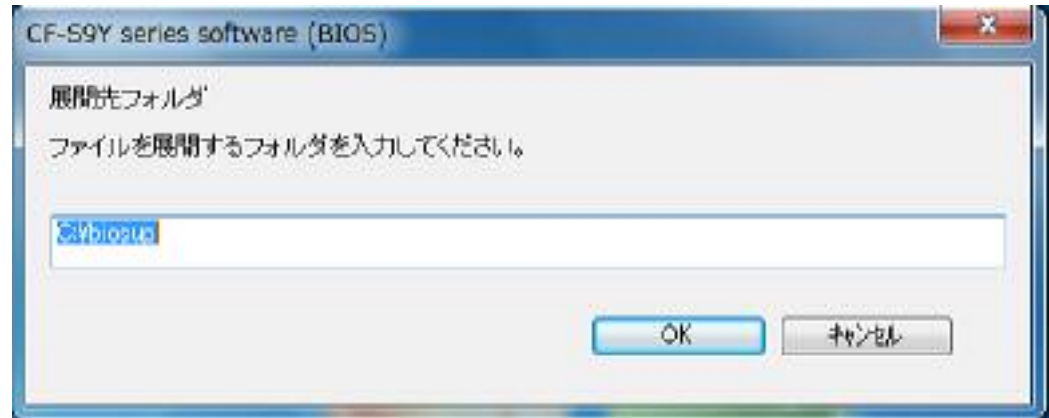 CF-S9Y series software (BIOS)
展開先フォルダ
ファイルを展開するフォルダを入力してください。
C:¥biosup
OK
キャンセル